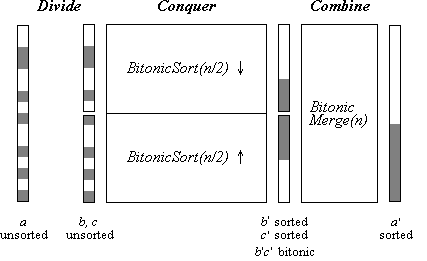 Divide Conquer Combine
BitonicSort(n/2) ↓
Bitonic
Merge(n)
BitonicSort(n/2) ↑
a b, c b' sorted a'
unsorted unsorted c' sorted sorted
b'c' bitonic